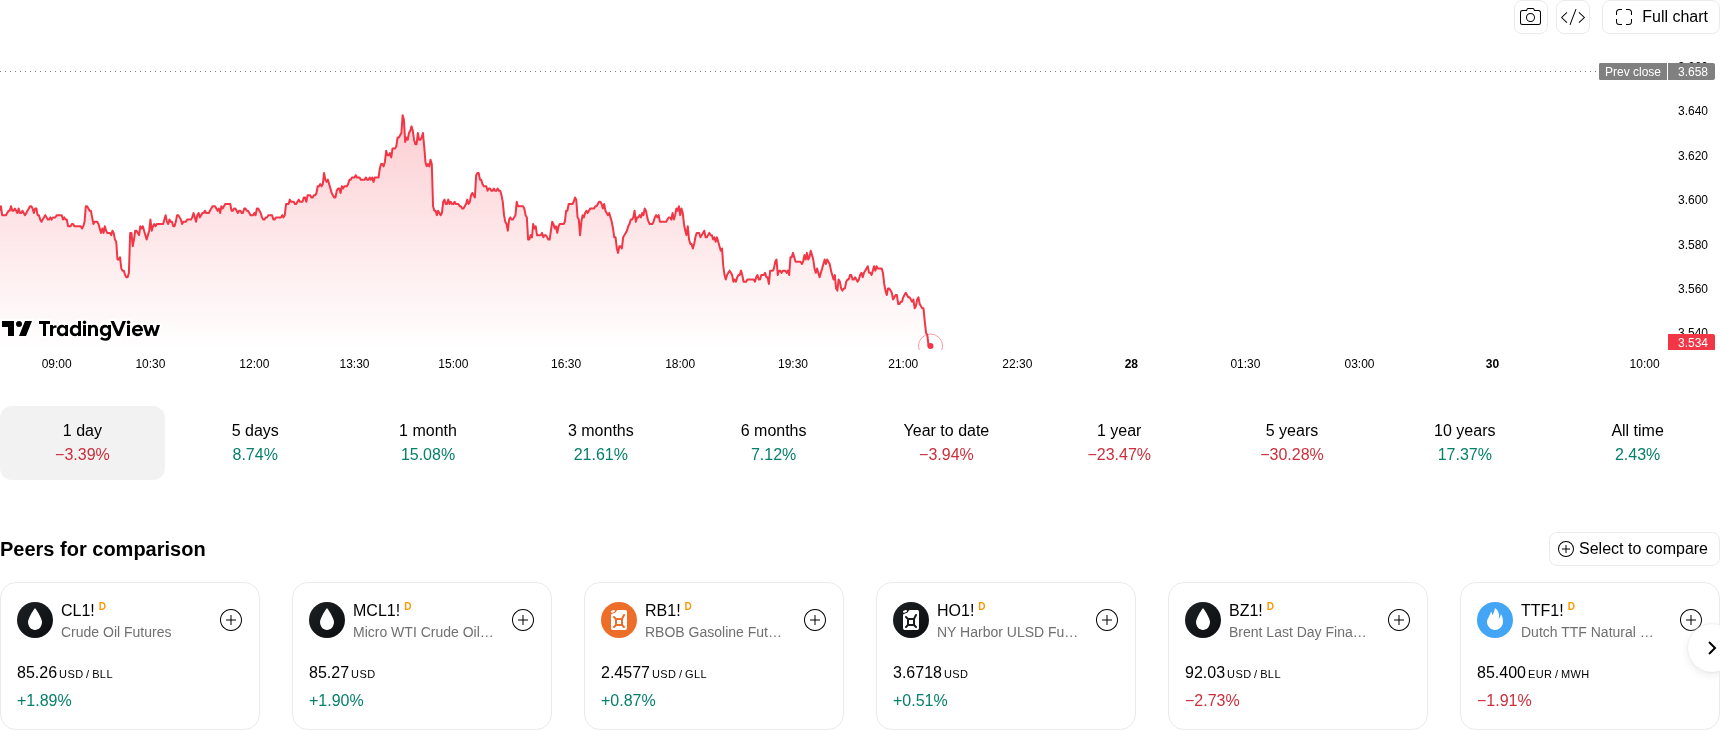 Full chart
Prev close 3.658
3.640
3.620
3.600
3.580
3.560
3.540
3.534
TradingView
09:00 10:30 12:00 13:30 15:00 16:30 18:00 19:30 21:00 22:30 28 01:30 03:00 30 10:00
1 day 5 days 1 month 3 months 6 months Year to date 1 year 5 years 10 years All time
−3.39% 8.74% 15.08% 21.61% 7.12% −3.94% −23.47% −30.28% 17.37% 2.43%
Peers for comparison
Select to compare
CL1! D
Crude Oil Futures
85.26 USD / BLL
+1.89%
MCL1! D
Micro WTI Crude Oil…
85.27 USD
+1.90%
RB1! D
RBOB Gasoline Fut…
2.4577 USD / GLL
+0.87%
HO1! D
NY Harbor ULSD Fu…
3.6718 USD
+0.51%
BZ1! D
Brent Last Day Fina…
92.03 USD / BLL
−2.73%
TTF1! D
Dutch TTF Natural …
85.400 EUR / MWH
−1.91%